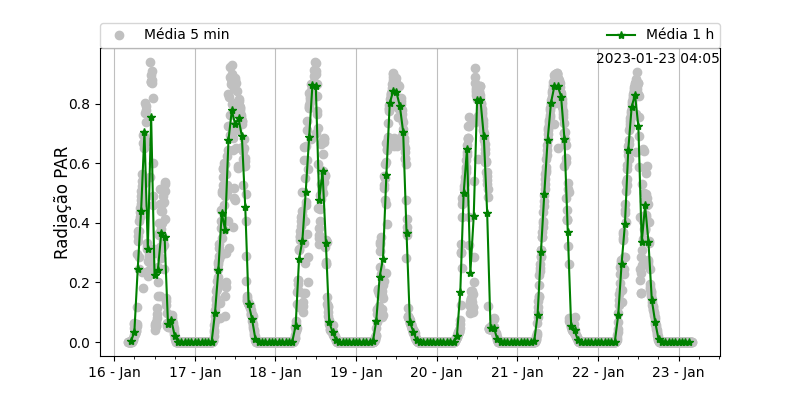 Média 5 min
Média 1 h
2023-01-23 04:05
Radiação PAR
0.8
0.6
0.4
0.2
0.0
16 - Jan
17 - Jan
18 - Jan
19 - Jan
20 - Jan
21 - Jan
22 - Jan
23 - Jan